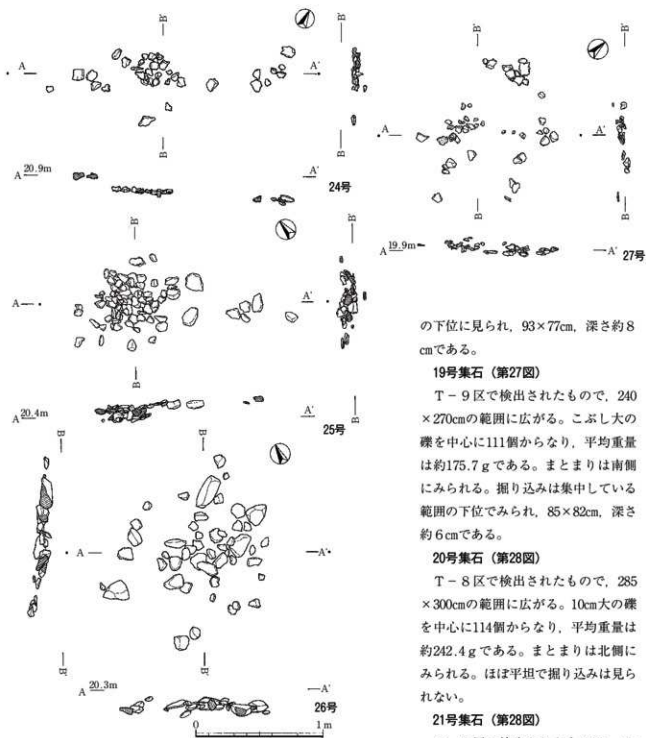 B'
B'
A
A'
B
B
A 20.9m
A'
24号
B'
B'
A
A'
B
B
A 20.4m
A'
25号
B'
B'
A
A'
B
B
A 20.3m
A'
26号
0 1m
B'
B'
A
A'
B
B
A 19.9m
A'
27号
の下位に見られ，93×77cm，深さ約8
cmである。
19号集石（第27図）
T－9区で検出されたもので，240
×270cmの範囲に広がる。こぶし大の
礫を中心に111個からなり，平均重量
は約175.7ｇである。まとまりは南側
にみられる。掘り込みは集中している
範囲の下位でみられ，85×82cm，深さ
約6cmである。
20号集石（第28図）
T－8区で検出されたもので，285
×300cmの範囲に広がる。10cm大の礫
を中心に114個からなり，平均重量は
約242.4ｇである。まとまりは北側に
みられる。ほぼ平坦で掘り込みは見ら
れない。
21号集石（第28図）